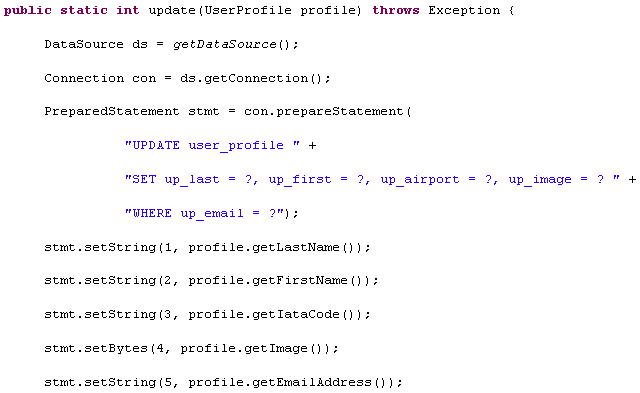 public static int update(UserProfile profile) throws Exception {
DataSource ds = getDataSource();
Connection con = ds.getConnection();
PreparedStatement stmt = con.prepareStatement(
"UPDATE user_profile " +
"SET up_last = ?, up_first = ?, up_airport = ?, up_image = ? " +
"WHERE up_email = ?");
stmt.setString(1, profile.getLastName());
stmt.setString(2, profile.getFirstName());
stmt.setString(3, profile.getIataCode());
stmt.setBytes(4, profile.getImage());
stmt.setString(5, profile.getEmailAddress());